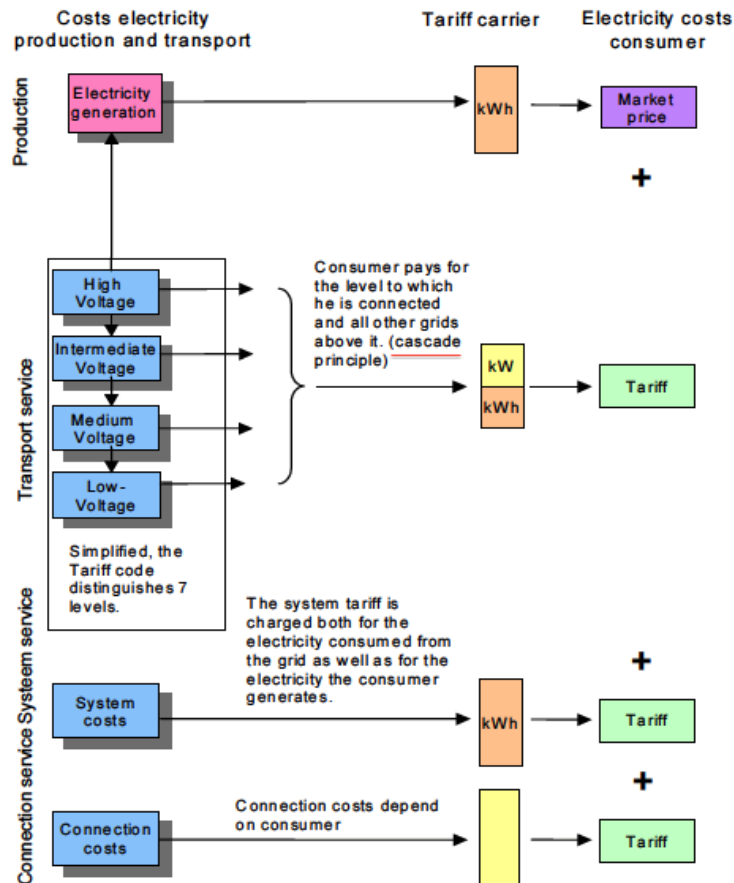 Costs electricity
production and transport
Tariff carrier
Electricity costs
consumer
Production
Electricity
generation
kWh
Market
price
+
Transport service
High
Voltage
Intermediate
Voltage
Medium
Voltage
Low-
Voltage
Simplified, the
Tariff code
distinguishes 7
levels.
Consumer pays for
the level to which
he is connected
and all other grids
above it. (cascade
principle)
kW
kWh
Tariff
+
Systeem service
System
costs
The system tariff is
charged both for the
electricity consumed from
the grid as well as for the
electricity the consumer
generates.
kWh
Tariff
+
Connection service
Connection
costs
Connection costs depend
on consumer
Tariff